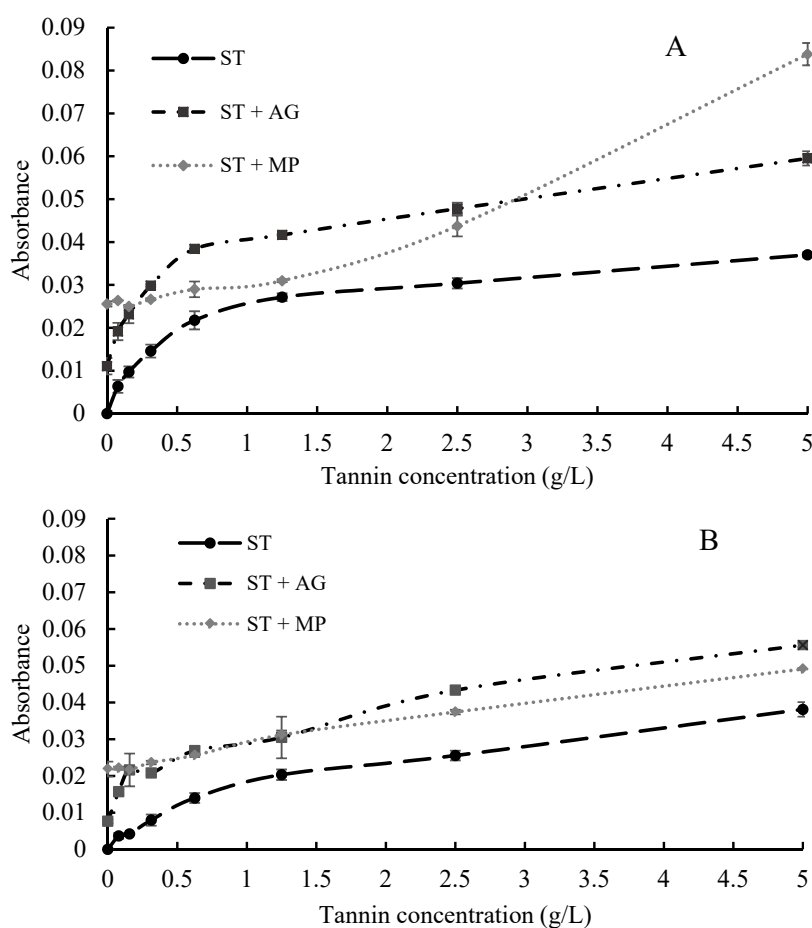 0.09
A
0.08
ST
0.07
ST + AG
0.06
ST + MP
0.05
0.04
0.03
0.02
0.01
0
Absorbance
0 0.5 1 1.5 2 2.5 3 3.5 4 4.5 5
Tannin concentration (g/L)
0.09
B
0.08
ST
0.07
ST + AG
0.06
ST + MP
0.05
0.04
0.03
0.02
0.01
0
Absorbance
0 0.5 1 1.5 2 2.5 3 3.5 4 4.5 5
Tannin concentration (g/L)